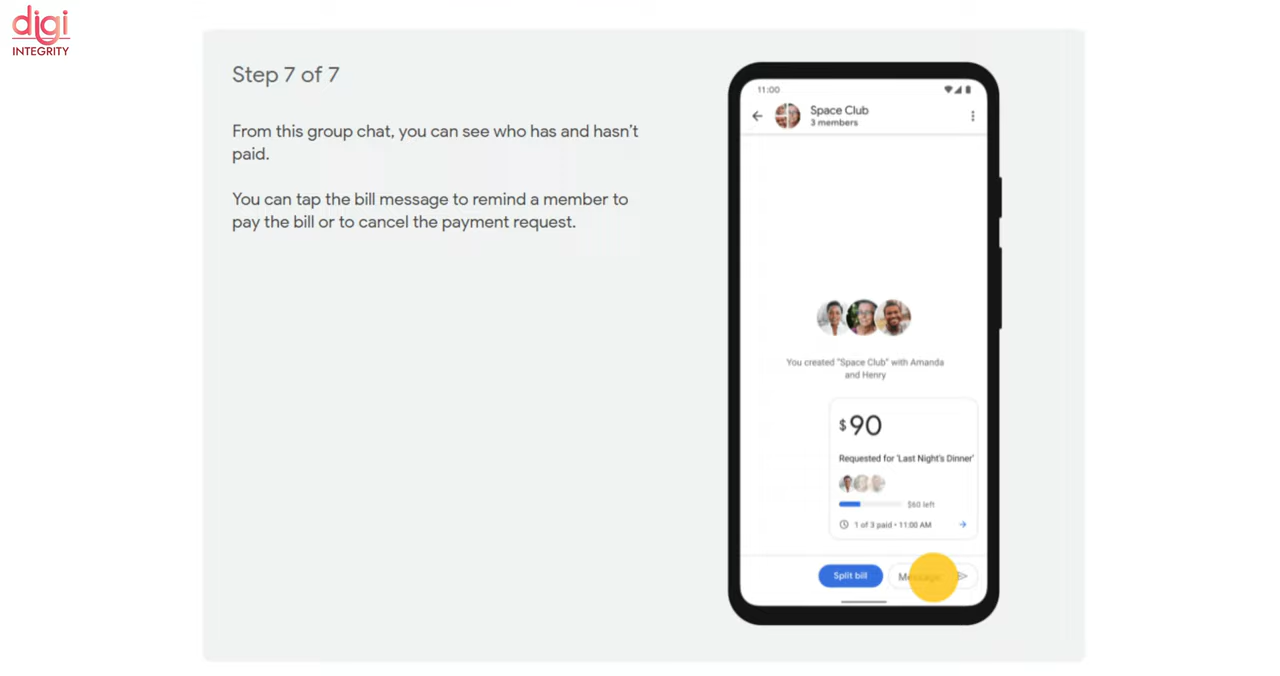 digi
INTEGRITY
Step 7 of 7
From this group chat, you can see who has and hasn't
paid.
You can tap the bill message to remind a member to
pay the bill or to cancel the payment request.
11:00
Space Club
3 members
You created "Space Club" with Amanda
and Henry
$90
Requested for 'Last Night's Dinner'
$60 left
1 of 3 paid • 11:00 AM
Split bill
Message